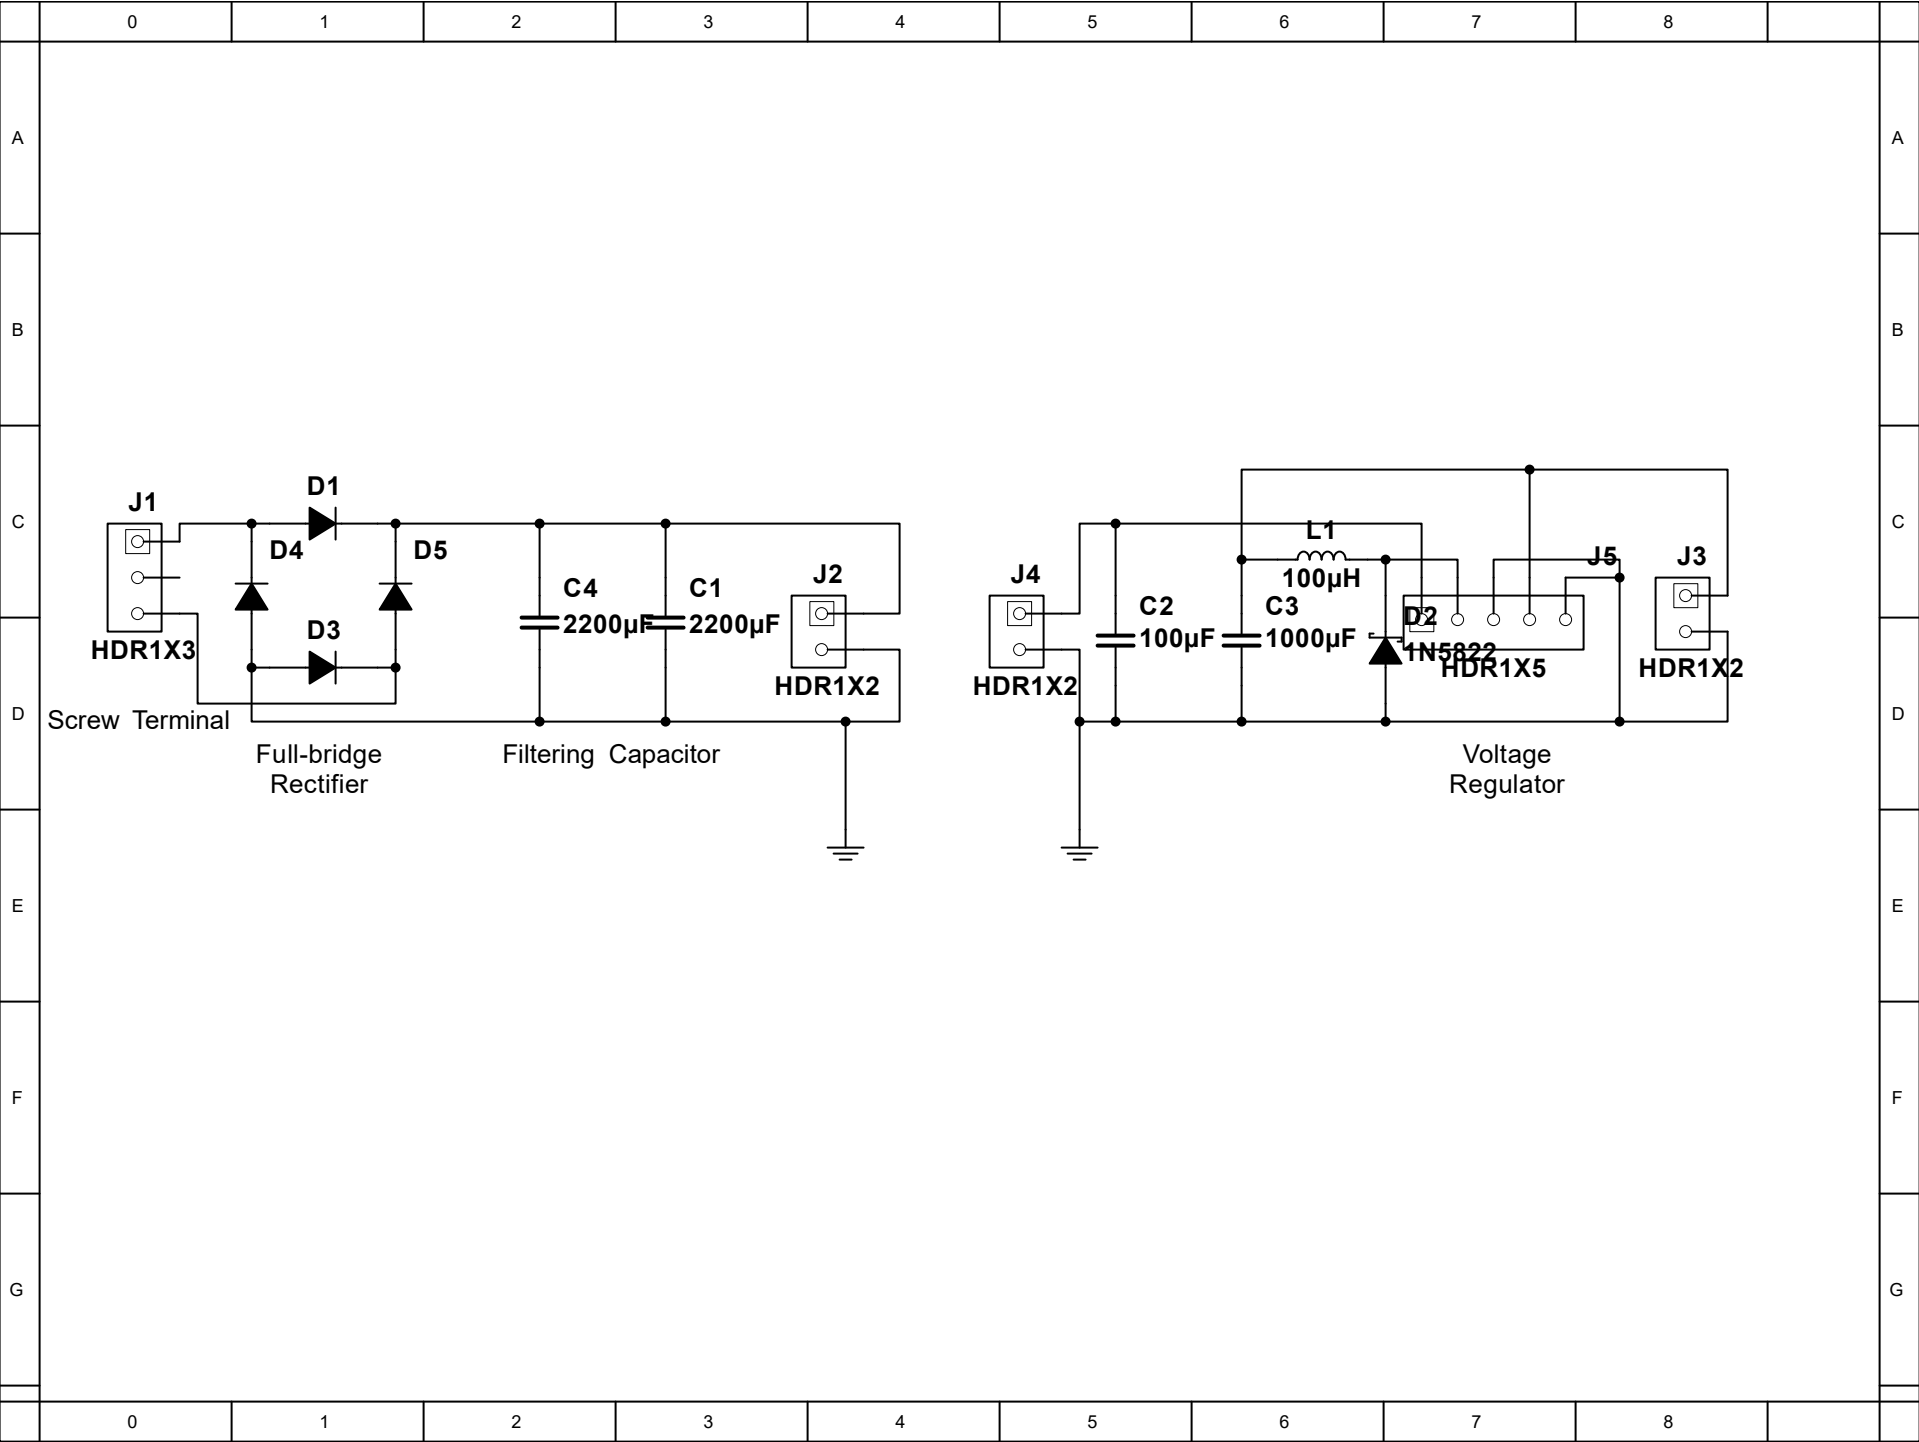 0 1 2 3 4 5 6 7 8
A A
B B
C C
D D
E E
F F
G G
J1
HDR1X3
Screw Terminal
D1
D4
D5
D3
Full-bridge
Rectifier
C4
2200µF
C1
2200µF
Filtering Capacitor
J2
HDR1X2
J4
HDR1X2
C2
100µF
C3
1000µF
L1
100µH
D2
1N5822
J5
HDR1X5
Voltage
Regulator
J3
HDR1X2
0 1 2 3 4 5 6 7 8